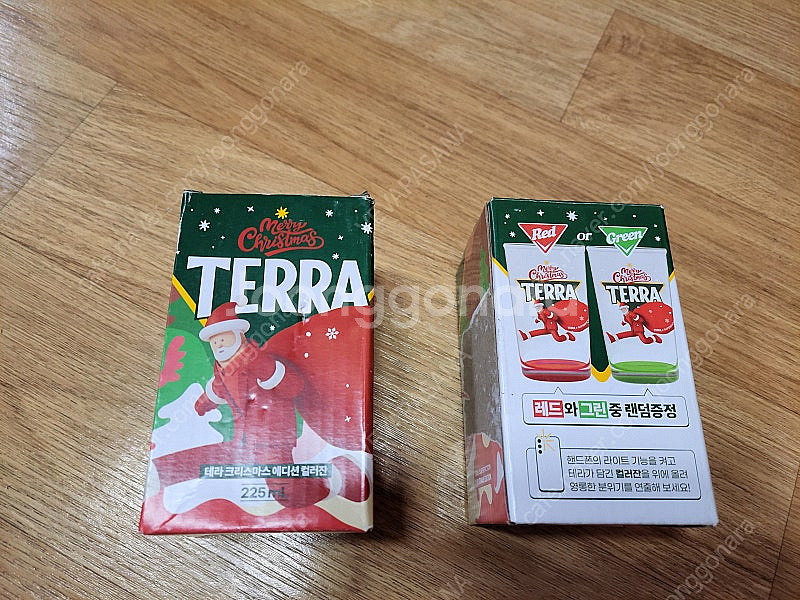 Merry
Christmas
TERRA
테라 크리스마스 에디션 컬러잔
225mL
Red or Green
Merry
Christmas
TERRA
Merry
Christmas
TERRA
레드와 그린 중 랜덤증정
핸드폰의 라이트 기능을 켜고
테라가 담긴 컬러잔을 위에 올려
영롱한 분위기를 연출해 보세요!
joonggonara
NAPASANA